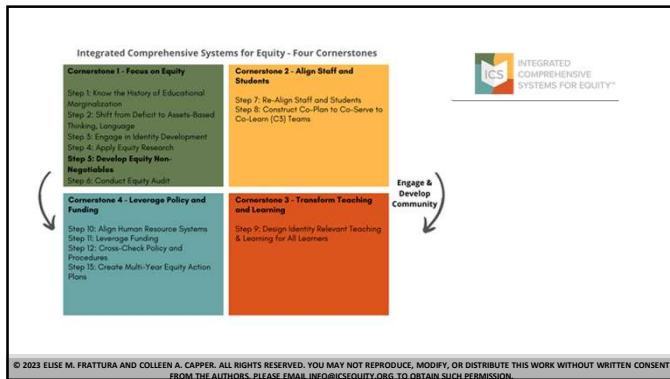 Integrated Comprehensive Systems for Equity - Four Cornerstones
Cornerstone 1 - Focus on Equity
Step 1: Know the History of Educational
Marginalization
Step 2: Shift from Deficit to Assets-Based
Thinking, Language
Step 3: Engage in Identity Development
Step 4: Apply Equity Research
Step 5: Develop Equity Non-
Negotiables
Step 6: Conduct Equity Audit
Cornerstone 2 - Align Staff and
Students
Step 7: Re-Align Staff and Students
Step 8: Construct Co-Plan to Co-Serve to
Co-Learn (C3) Teams
Cornerstone 4 - Leverage Policy and
Funding
Step 10: Align Human Resource Systems
Step 11: Leverage Funding
Step 12: Cross-Check Policy and
Procedures
Step 13: Create Multi-Year Equity Action
Plans
Cornerstone 3 - Transform Teaching
and Learning
Step 9: Design Identity Relevant Teaching
& Learning for All Learners
Engage &
Develop
Community
ICS
INTEGRATED
COMPREHENSIVE
SYSTEMS FOR EQUITY™
© 2023 ELISE M. FRATTURA AND COLLEEN A. CAPPER. ALL RIGHTS RESERVED. YOU MAY NOT REPRODUCE, MODIFY, OR DISTRIBUTE THIS WORK WITHOUT WRITTEN CONSENT
FROM THE AUTHORS. PLEASE EMAIL INFO@ICSEQUITY.ORG TO OBTAIN SUCH PERMISSION.